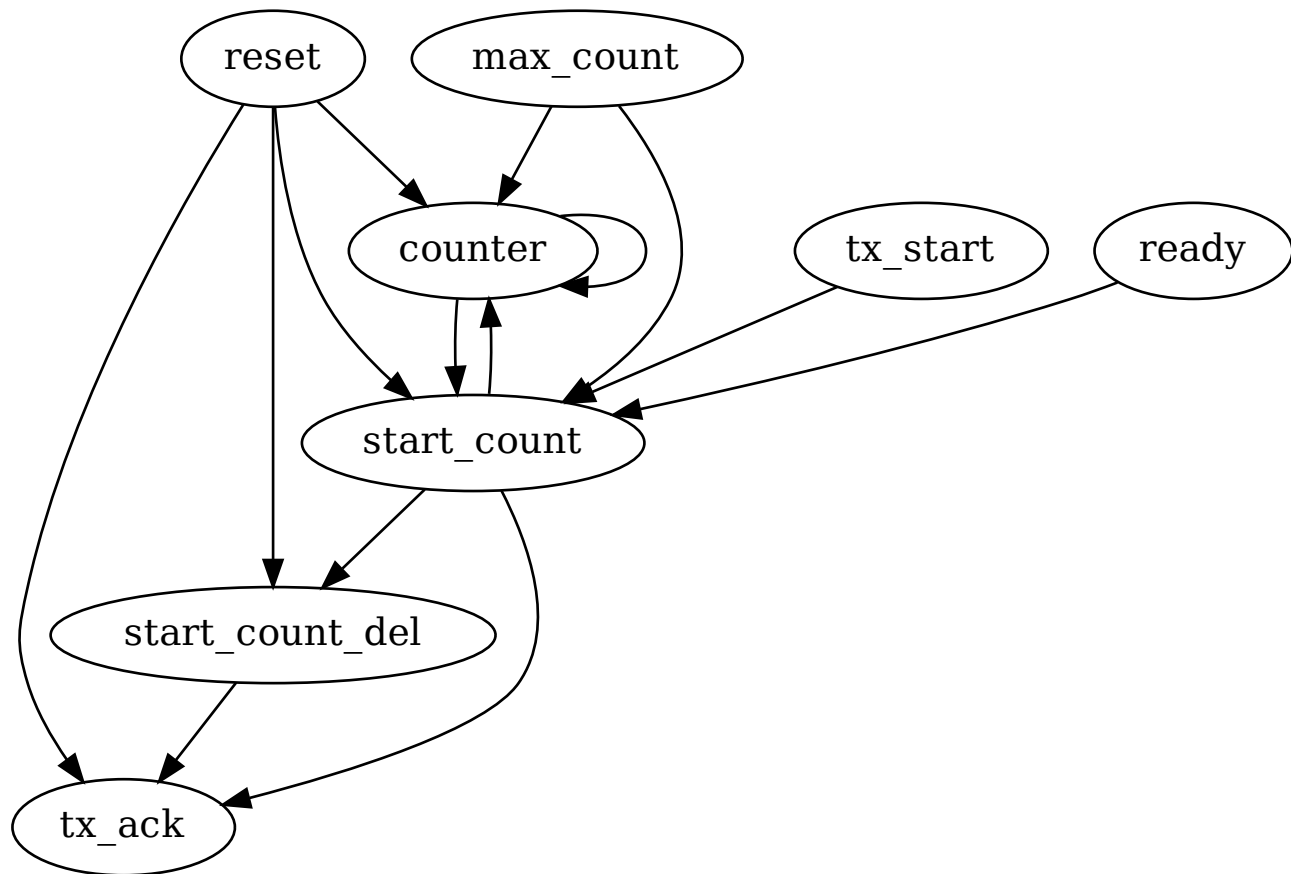 reset
max_count
counter
tx_start
ready
start_count
start_count_del
tx_ack